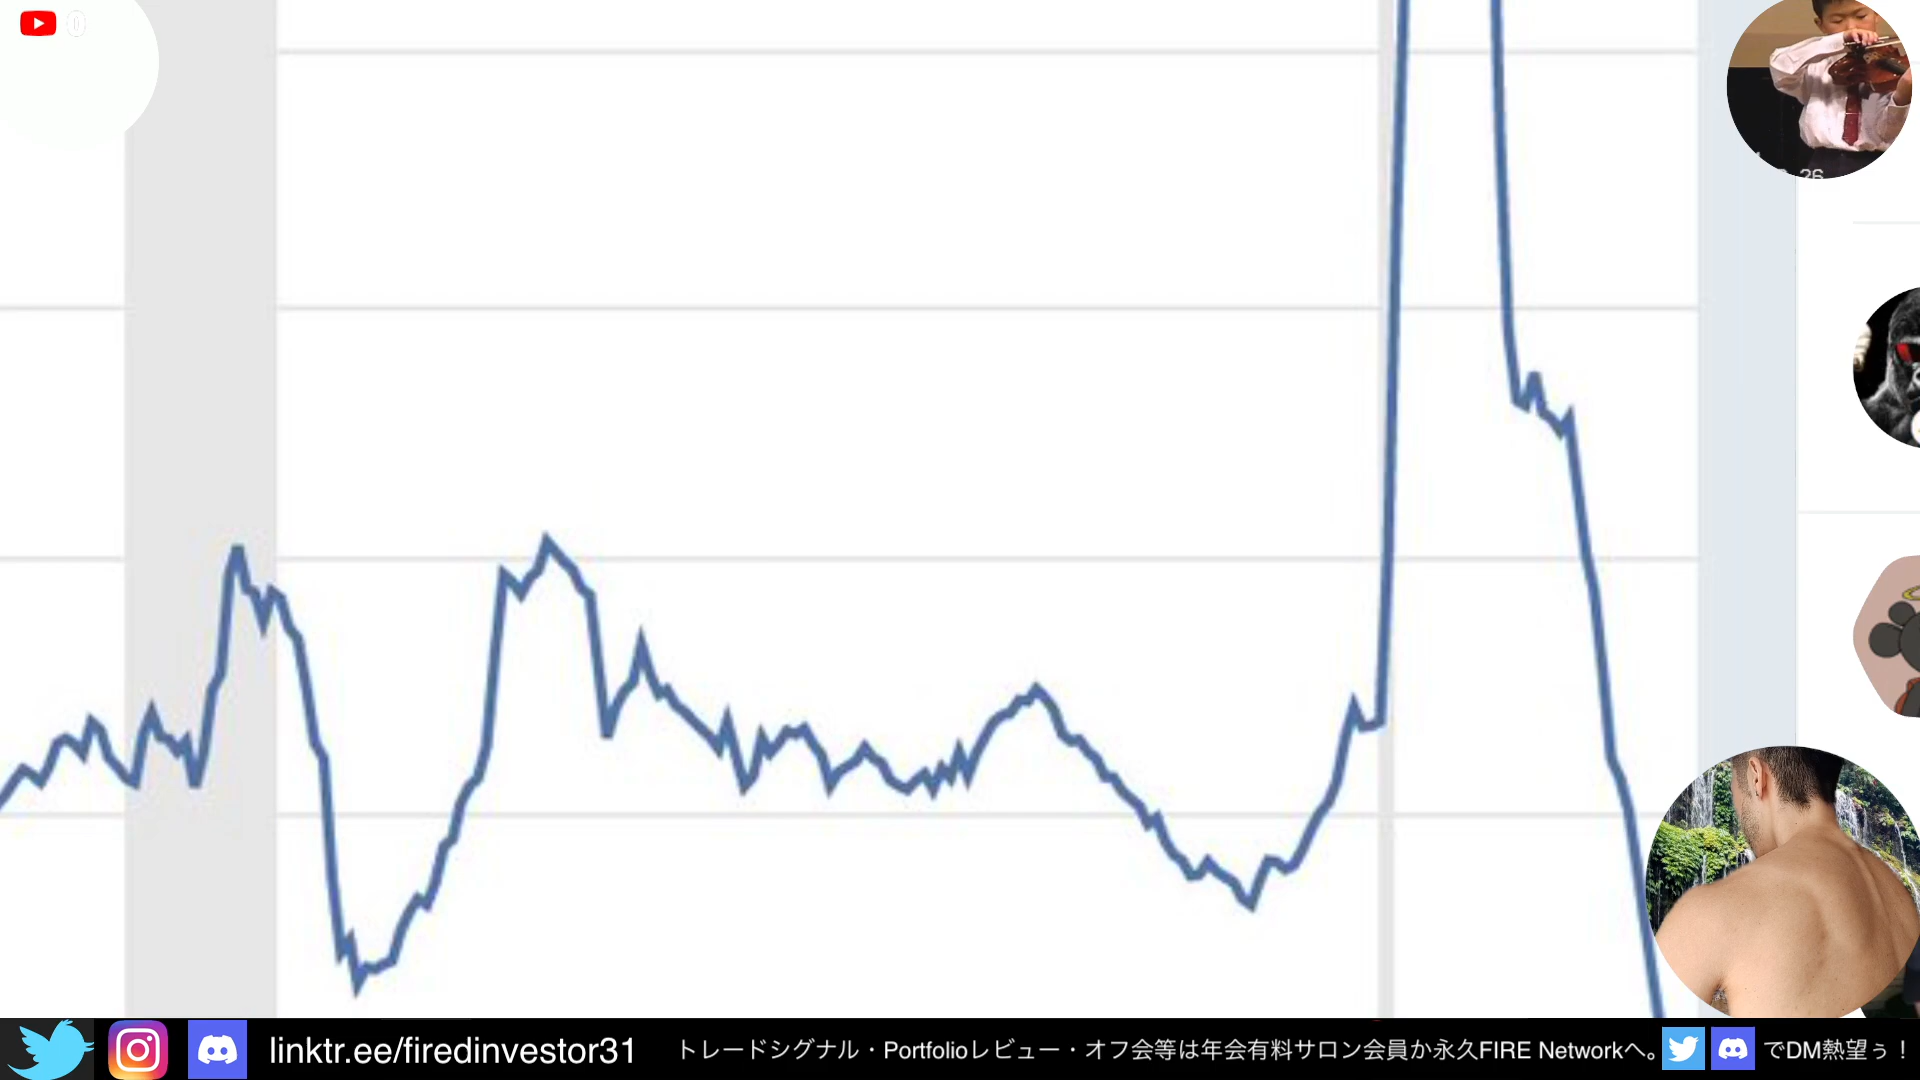 0
26
linktr.ee/firedinvestor31
トレードシグナル・Portfolioレビュー・オフ会等は年会有料サロン会員か永久FIRE Networkへ。
でDM熱望ぅ！